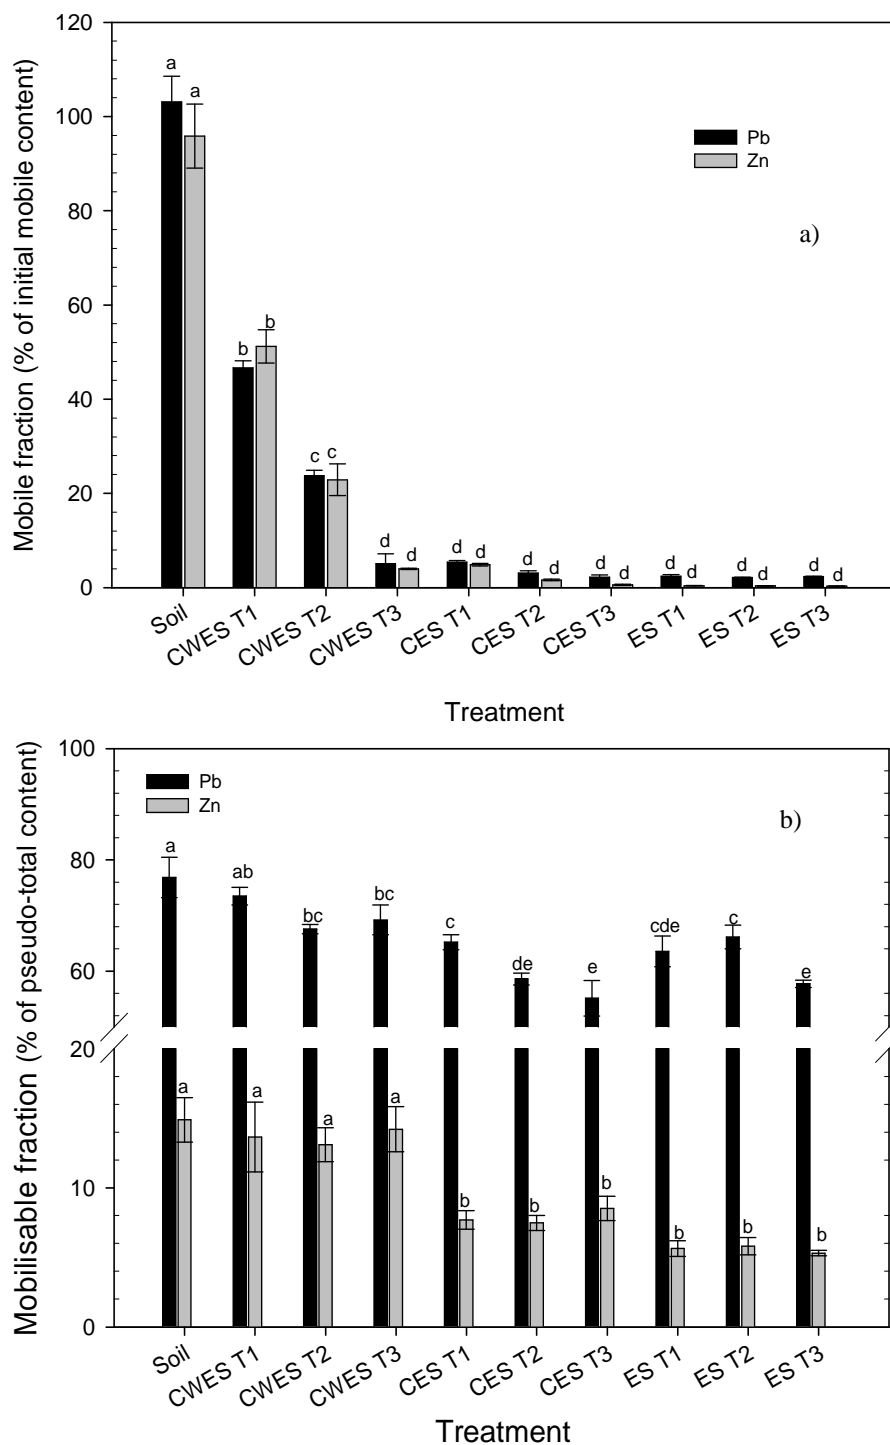 Mobile fraction (% of initial mobile content)
120
100
80
60
40
20
0
a
a
b
b
c
c
d
d
d
d
d
d
d
d
d
d
d
d
d
d
Pb
Zn
a)
Soil
CWES T1
CWES T2
CWES T3
CES T1
CES T2
CES T3
ES T1
ES T2
ES T3
Treatment
Mobilisable fraction (% of pseudo-total content)
100
80
60
20
10
0
Pb
Zn
b)
a
ab
bc
bc
c
de
e
cde
c
e
a
a
a
a
b
b
b
b
b
b
Soil
CWES T1
CWES T2
CWES T3
CES T1
CES T2
CES T3
ES T1
ES T2
ES T3
Treatment